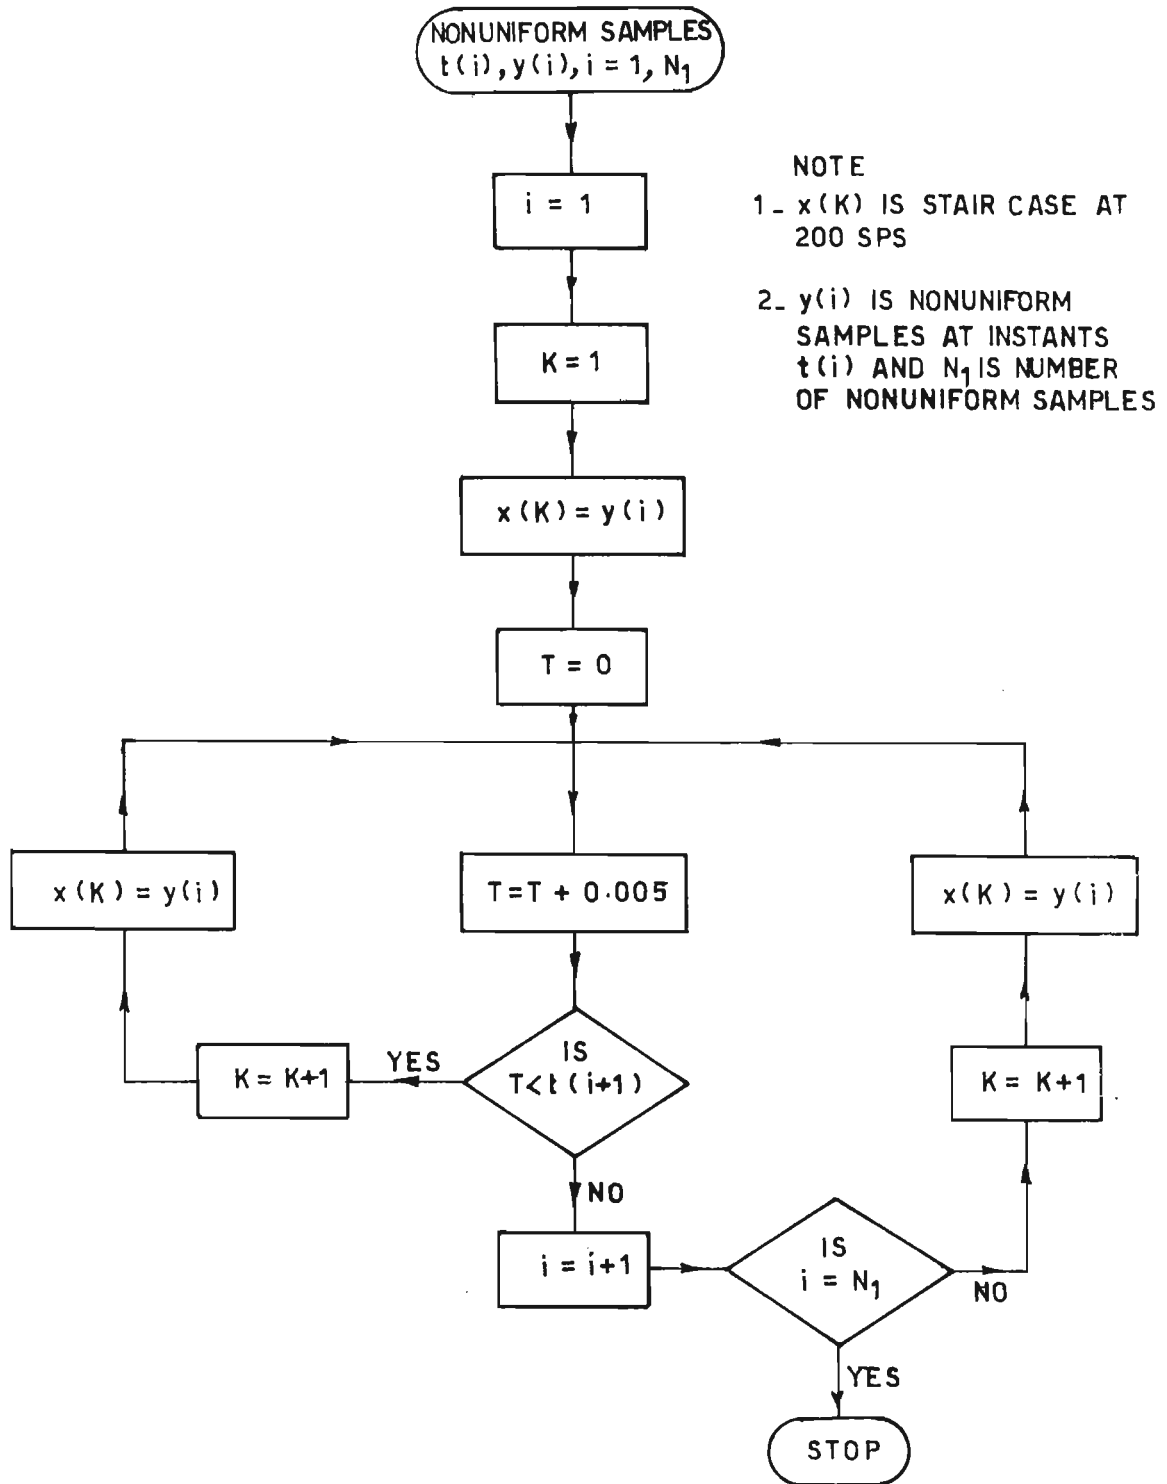 NONUNIFORM SAMPLES
t(i), y(i), i = 1, N₁
i = 1
NOTE
1_ x(K) IS STAIR CASE AT
200 SPS
2_ y(i) IS NONUNIFORM
SAMPLES AT INSTANTS
t(i) AND N₁ IS NUMBER
OF NONUNIFORM SAMPLES
K = 1
x(K) = y(i)
T = 0
x(K) = y(i)
T=T + 0.005
x(K) = y(i)
IS
T<t(i+1)
YES
K = K+1
K = K+1
NO
i = i+1
IS
i = N₁
NO
YES
STOP